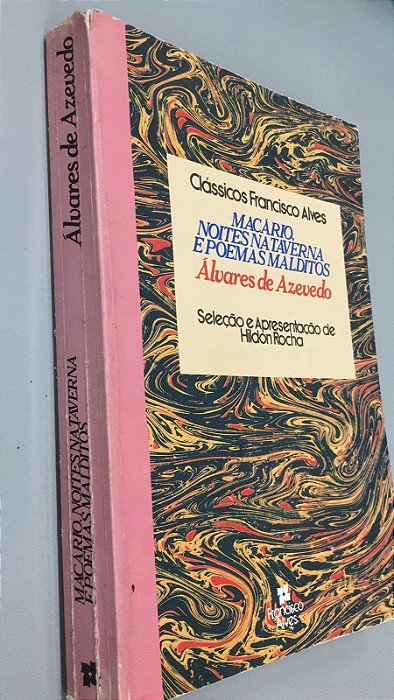 Álvares de Azevedo
MACÁRIO, NOITES NA TAVERNA
E POEMAS MALDITOS
Clássicos Francisco Alves
MACÁRIO,
NOITES NA TAVERNA
E POEMAS MALDITOS
Álvares de Azevedo
Seleção e Apresentação de
Hildon Rocha
Francisco
Alves